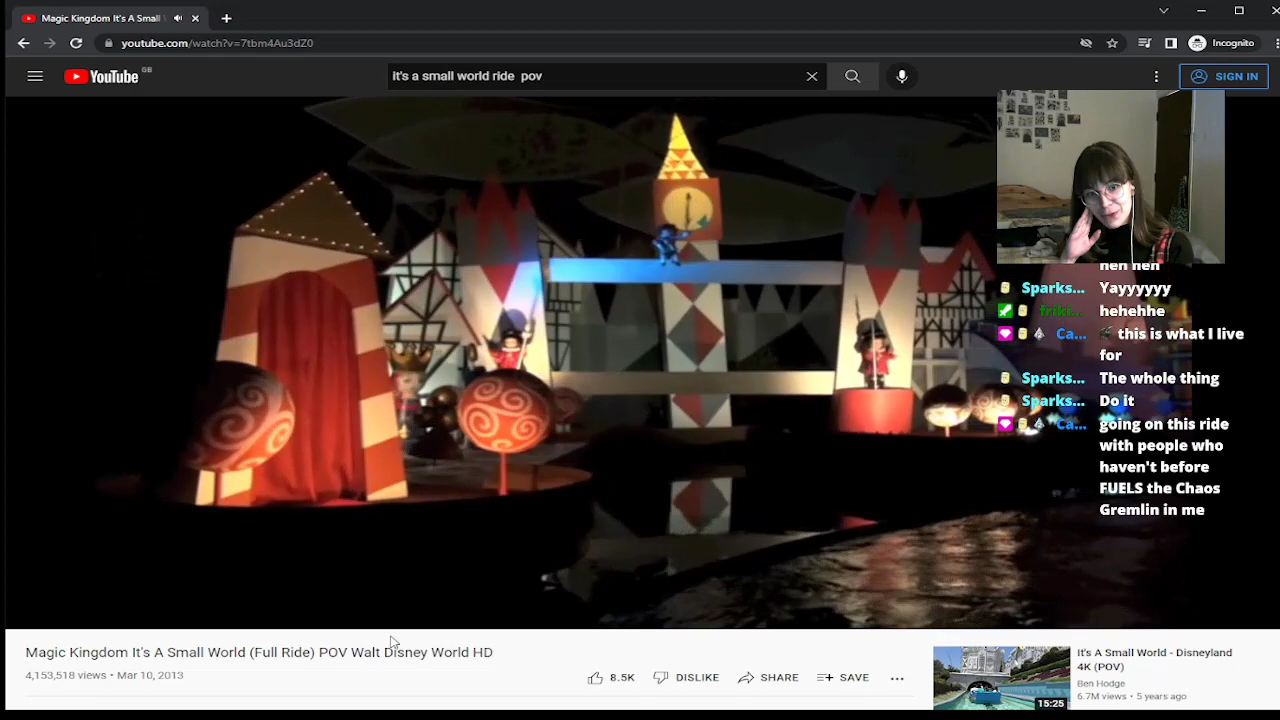 Magic Kingdom It's A Small
youtube.com/watch?v=7tbm4Au3dZ0
Incognito
YouTube GB
it's a small world ride pov
SIGN IN
heh heh
Sparks... Yayyyyyy
friki... hehehhe
Ca... this is what I live
for
Sparks... The whole thing
Sparks... Do it
Ca... going on this ride
with people who
haven't before
FUELS the Chaos
Gremlin in me
Magic Kingdom It's A Small World (Full Ride) POV Walt Disney World HD
4,153,518 views • Mar 10, 2013
8.5K DISLIKE SHARE SAVE
It's A Small World - Disneyland
4K (POV)
Ben Hodge
6.7M views • 5 years ago
15:25